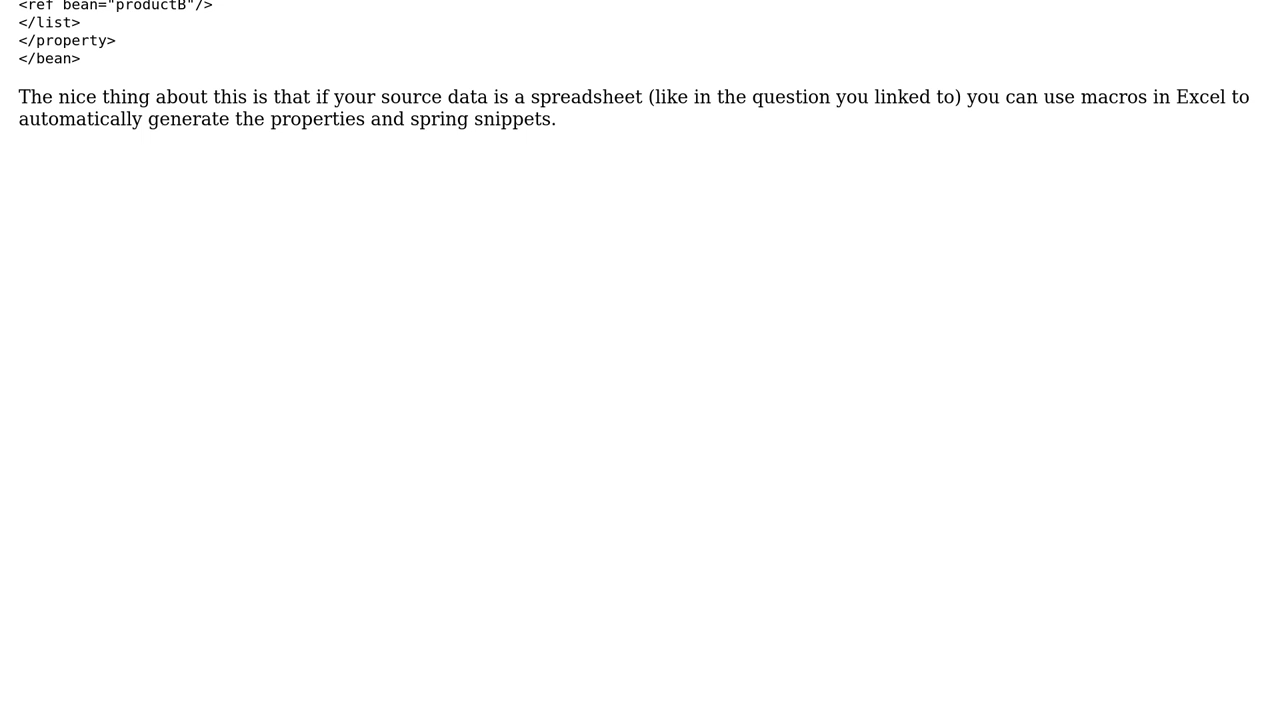 <ref bean="productB"/>
</list>
</property>
</bean>
The nice thing about this is that if your source data is a spreadsheet (like in the question you linked to) you can use macros in Excel to
automatically generate the properties and spring snippets.